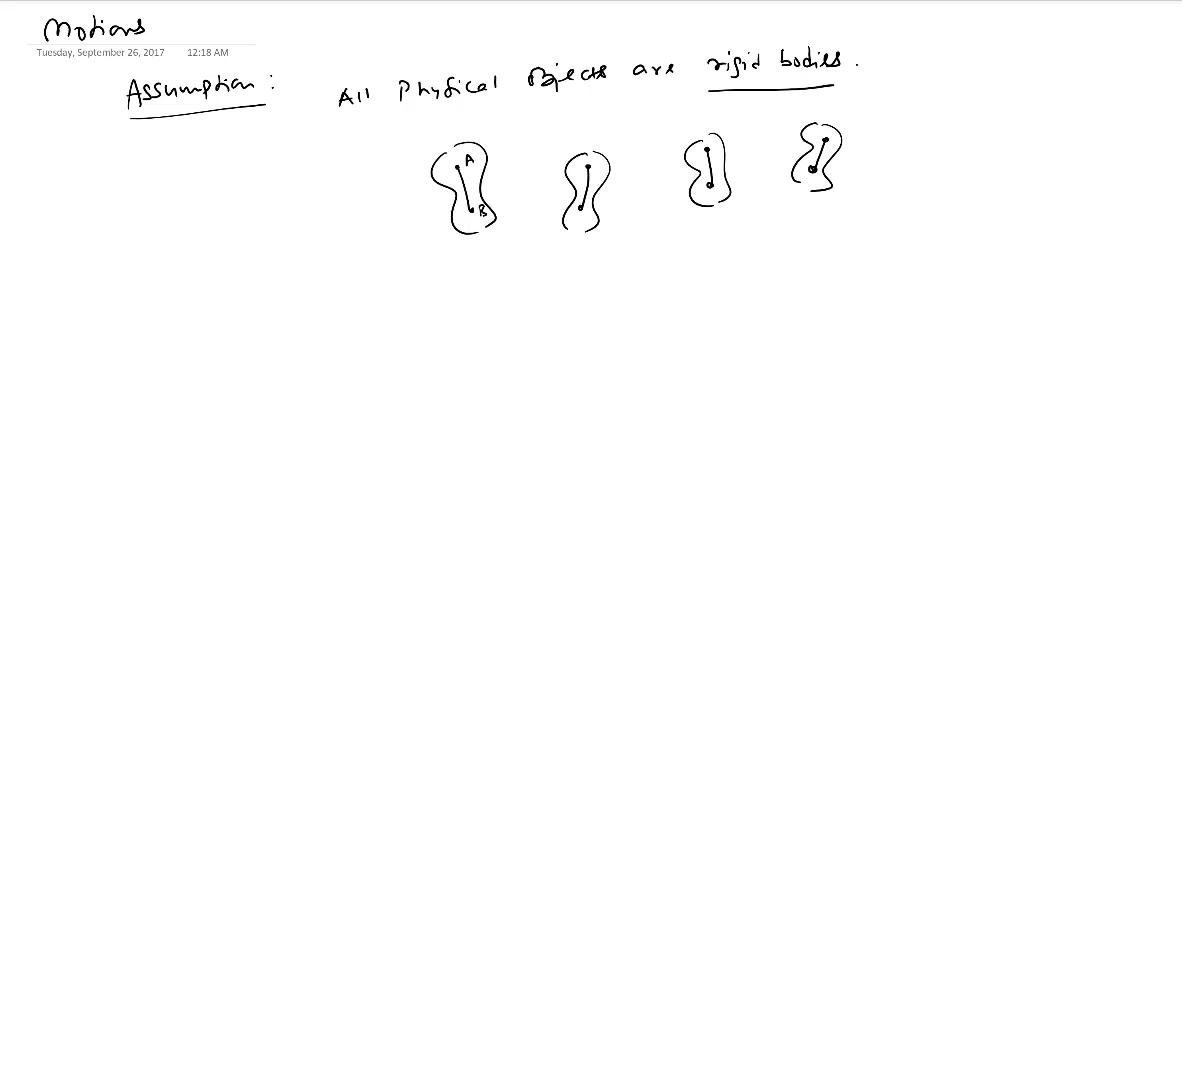 Motions
Tuesday, September 26, 2017 12:18 AM
Assumption : All Physical Objects are rigid bodies.
A
B